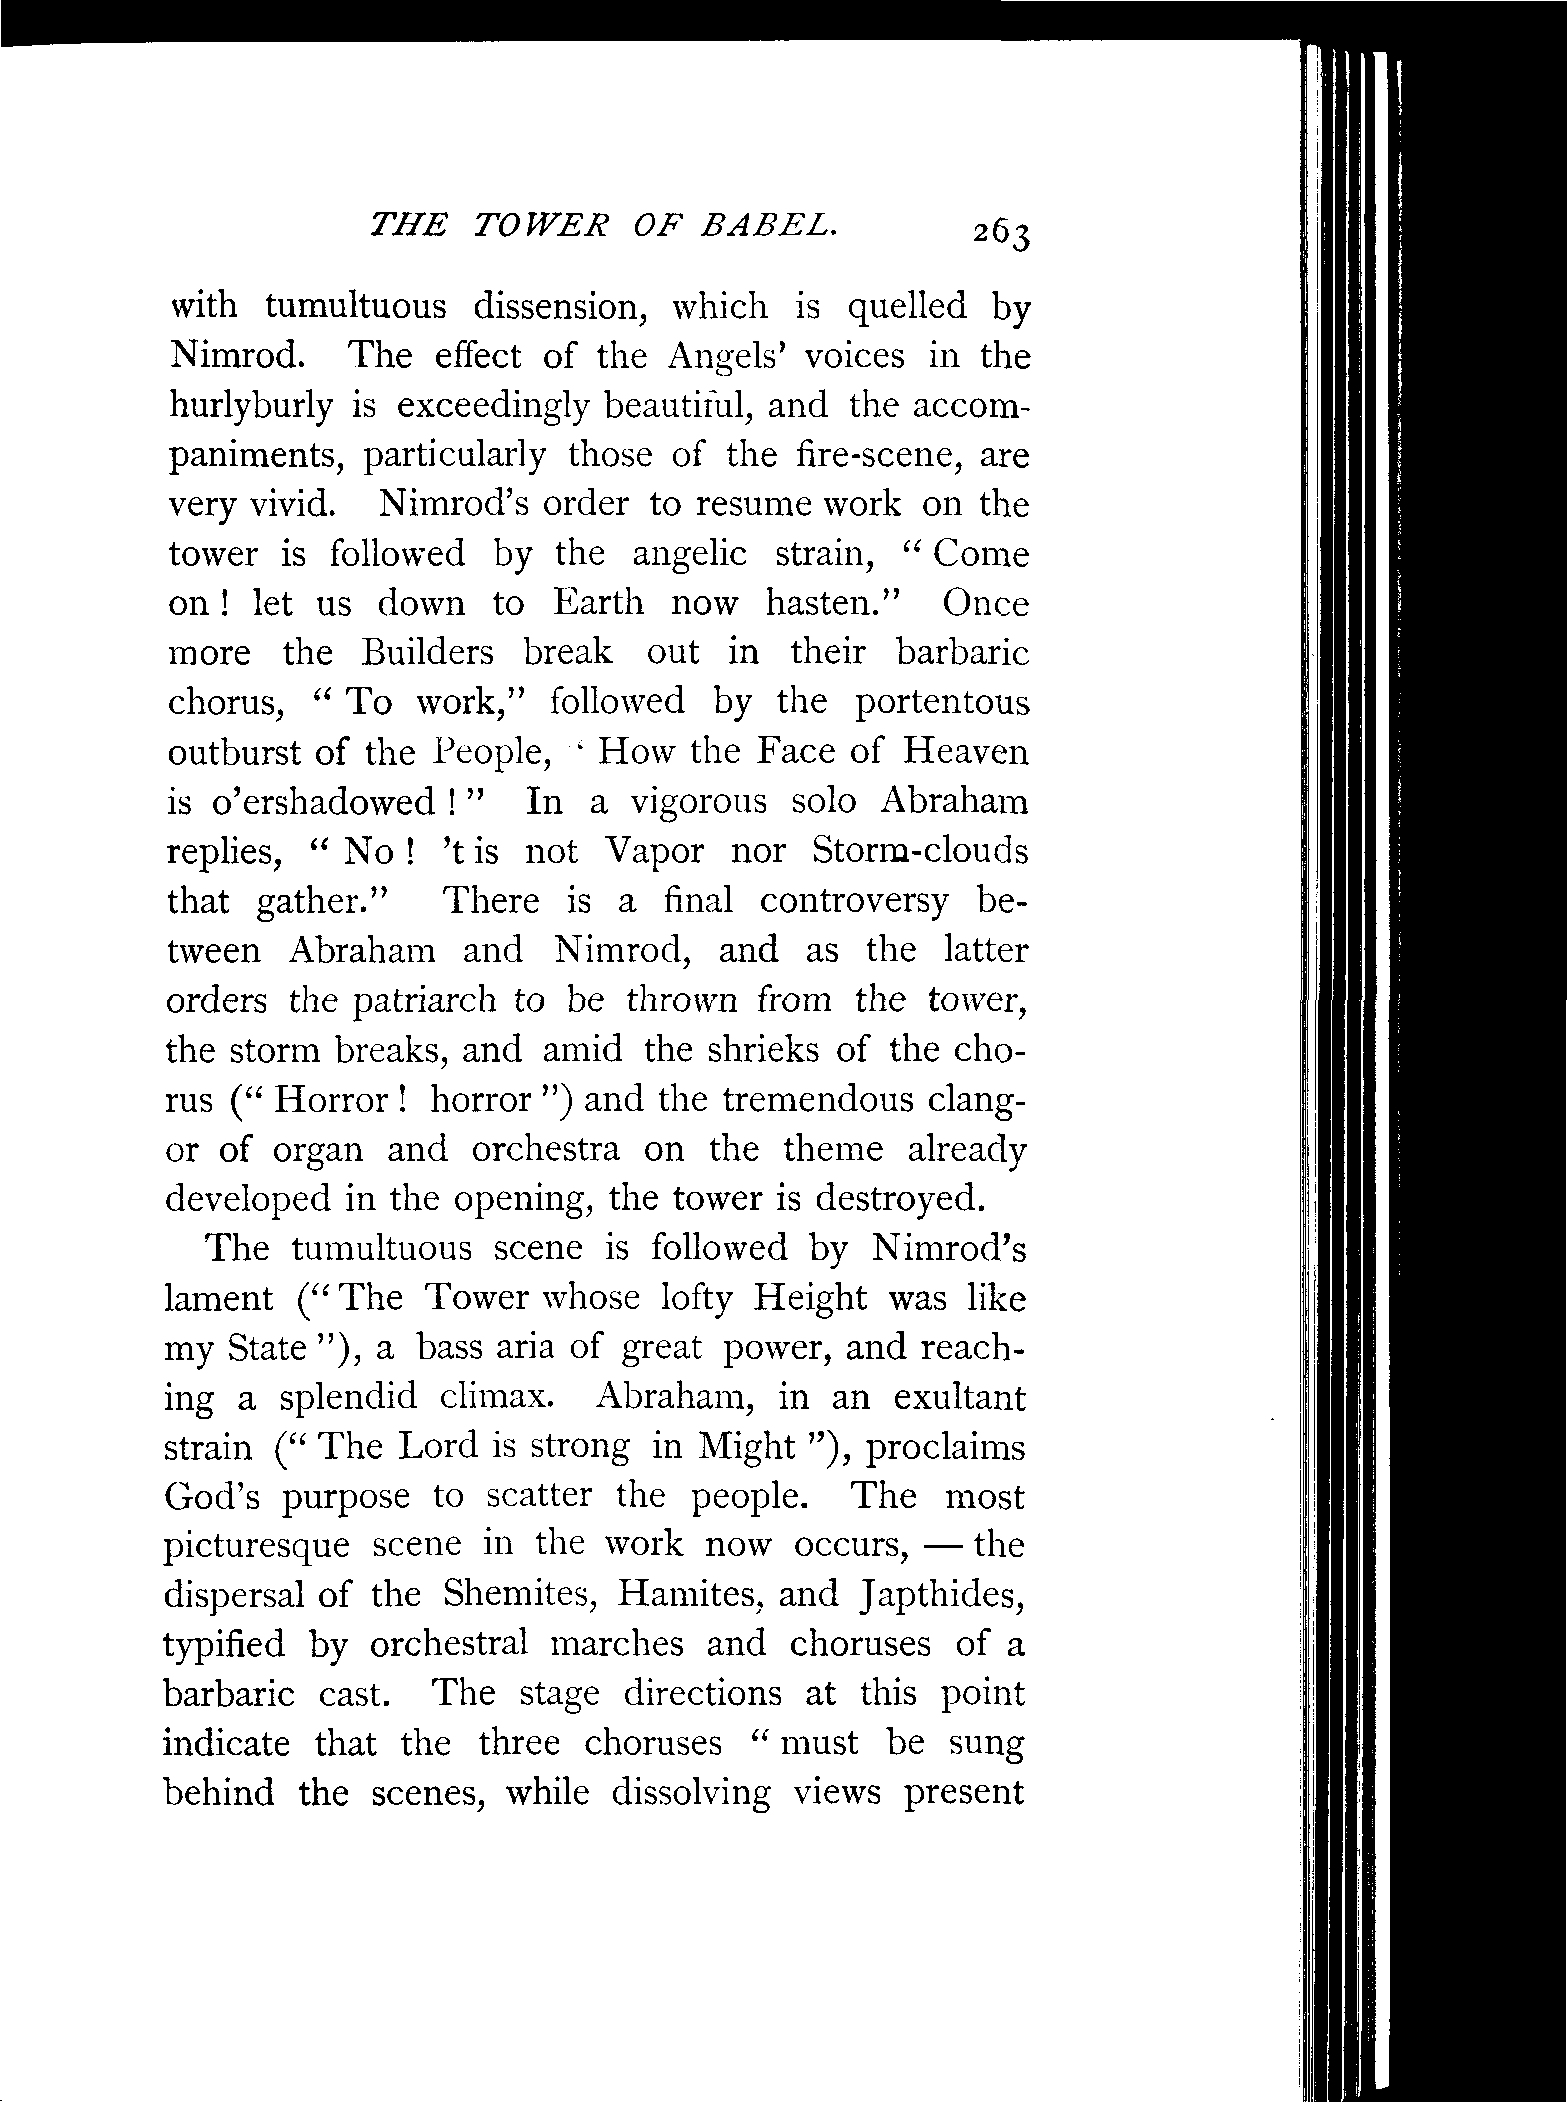 THE TOWER OF BABEL. 263
with tumultuous dissension, which is quelled by
Nimrod. The effect of the Angels' voices in the
hurlyburly is exceedingly beautiful, and the accom-
paniments, particularly those of the fire-scene, are
very vivid. Nimrod's order to resume work on the
tower is followed by the angelic strain, “ Come
on ! let us down to Earth now hasten.” Once
more the Builders break out in their barbaric
chorus, “ To work,” followed by the portentous
outburst of the People, ‘ How the Face of Heaven
is o'ershadowed ! ” In a vigorous solo Abraham
replies, “ No ! 't is not Vapor nor Storm-clouds
that gather.” There is a final controversy be-
tween Abraham and Nimrod, and as the latter
orders the patriarch to be thrown from the tower,
the storm breaks, and amid the shrieks of the cho-
rus (“ Horror ! horror ”) and the tremendous clang-
or of organ and orchestra on the theme already
developed in the opening, the tower is destroyed.
The tumultuous scene is followed by Nimrod's
lament (“ The Tower whose lofty Height was like
my State ”), a bass aria of great power, and reach-
ing a splendid climax. Abraham, in an exultant
strain (“ The Lord is strong in Might ”), proclaims
God's purpose to scatter the people. The most
picturesque scene in the work now occurs, — the
dispersal of the Shemites, Hamites, and Japthides,
typified by orchestral marches and choruses of a
barbaric cast. The stage directions at this point
indicate that the three choruses “ must be sung
behind the scenes, while dissolving views present